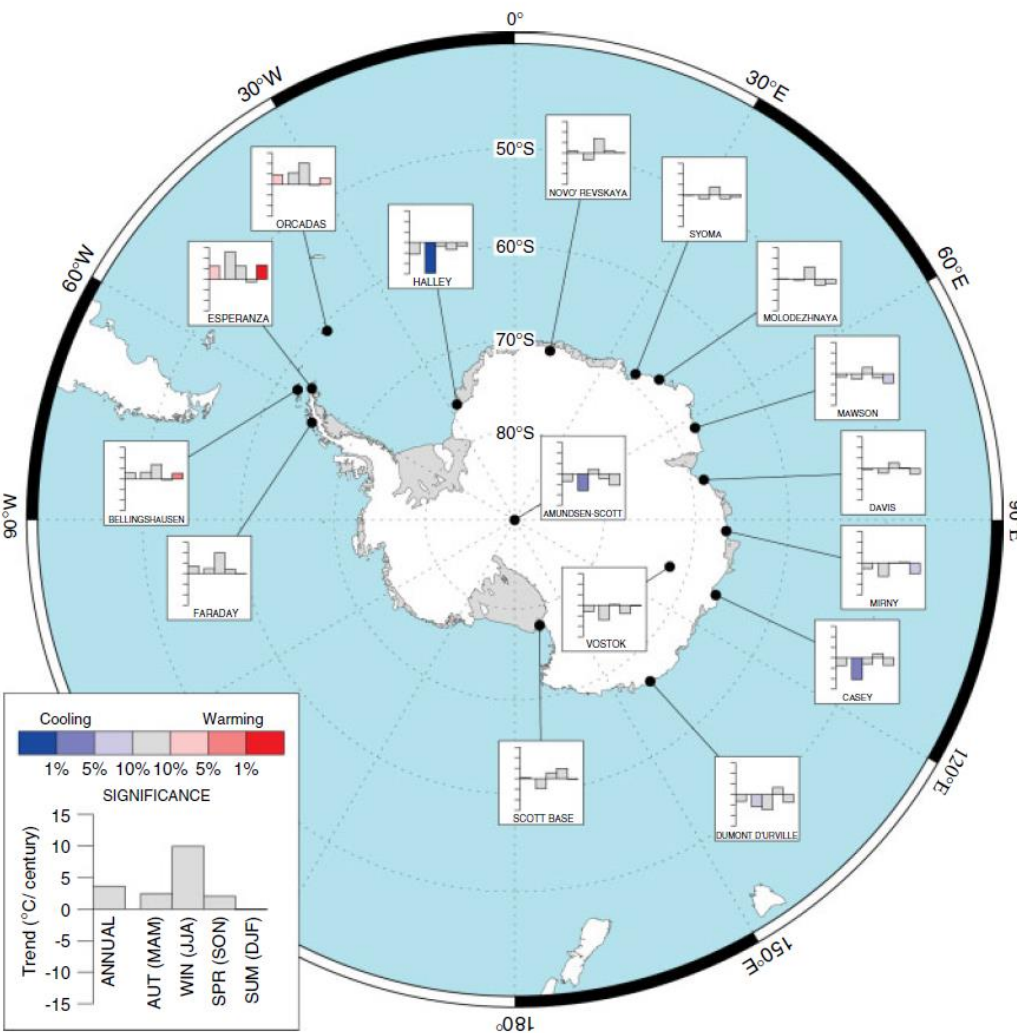 0°
30°W
30°E
50°S
NOVO' REVSKAYA
ORCADAS
SYOMA
60°W
60°S
60°E
HALLEY
ESPERANZA
MOLODEZHNAYA
70°S
MAWSON
80°S
BELLINGSHAUSEN
AMUNDSEN-SCOTT
DAVIS
90°W
90°E
FARADAY
MIRNY
VOSTOK
CASEY
Cooling Warming
1% 5% 10% 10% 5% 1%
SIGNIFICANCE
120°E
SCOTT BASE
DUMONT D'URVILLE
15
10
5
0
-5
-10
-15
Trend (°C/ century)
ANNUAL
AUT (MAM)
WIN (JJA)
SPR (SON)
SUM (DJF)
150°E
180°